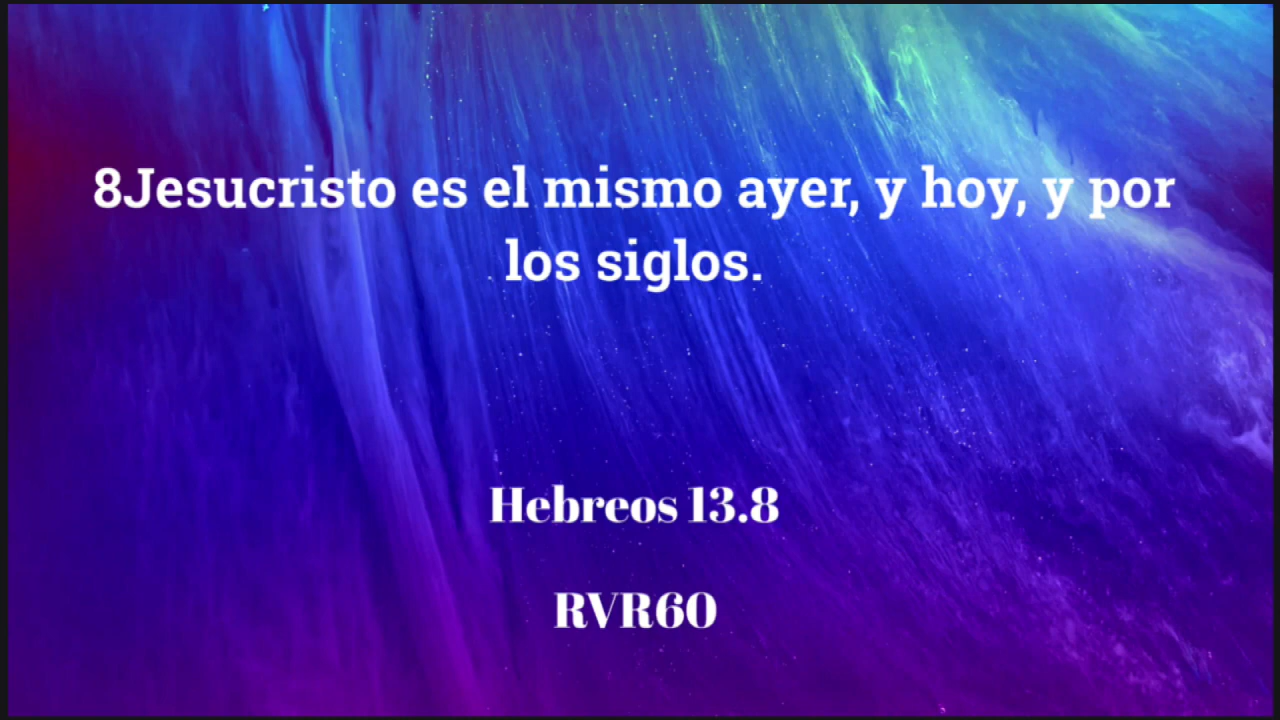 8Jesucristo es el mismo ayer, y hoy, y por
los siglos.
Hebreos 13.8
RVR60